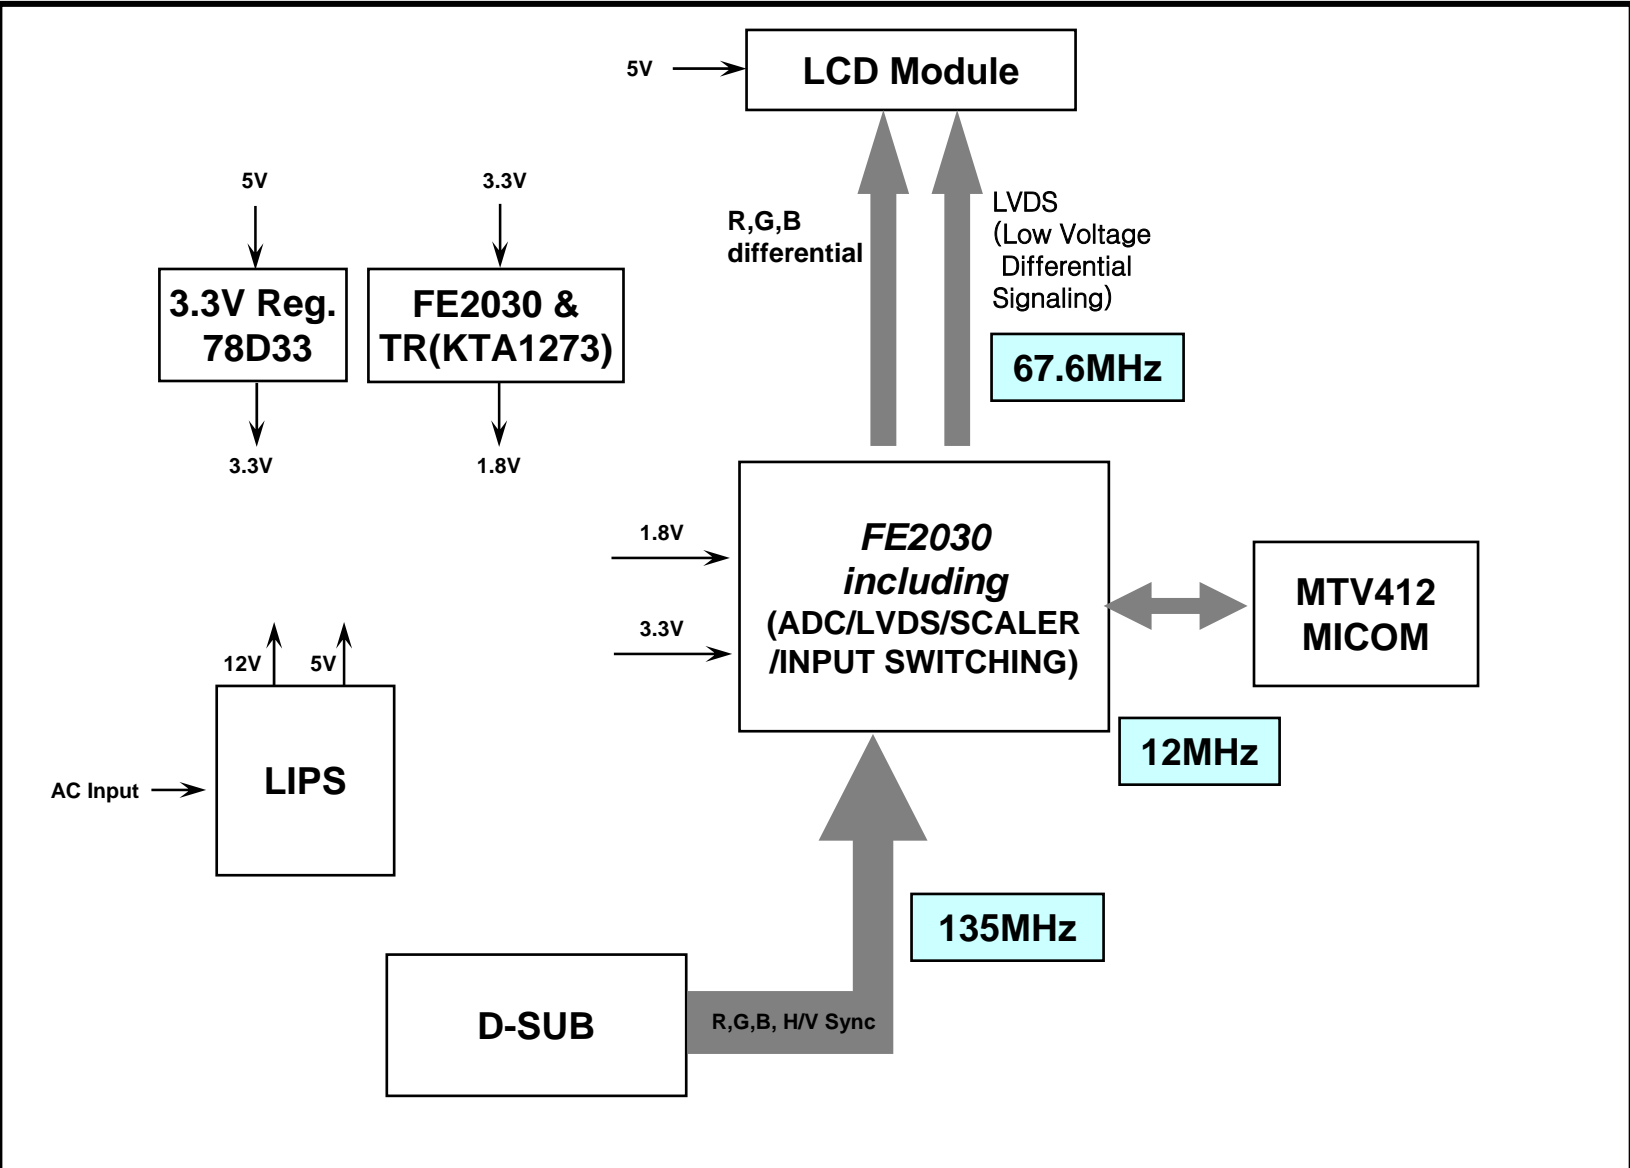 5V
LCD Module
5V
3.3V
R,G,B
differential
LVDS
(Low Voltage
Differential
Signaling)
3.3V Reg.
78D33
FE2030 &
TR(KTA1273)
67.6MHz
3.3V
1.8V
1.8V
3.3V
FE2030
including
(ADC/LVDS/SCALER
/INPUT SWITCHING)
MTV412
MICOM
12V
5V
12MHz
AC Input
LIPS
135MHz
D-SUB
R,G,B, H/V Sync